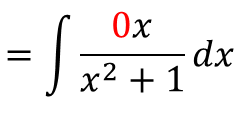 = ∫ 0x / (x² + 1) dx